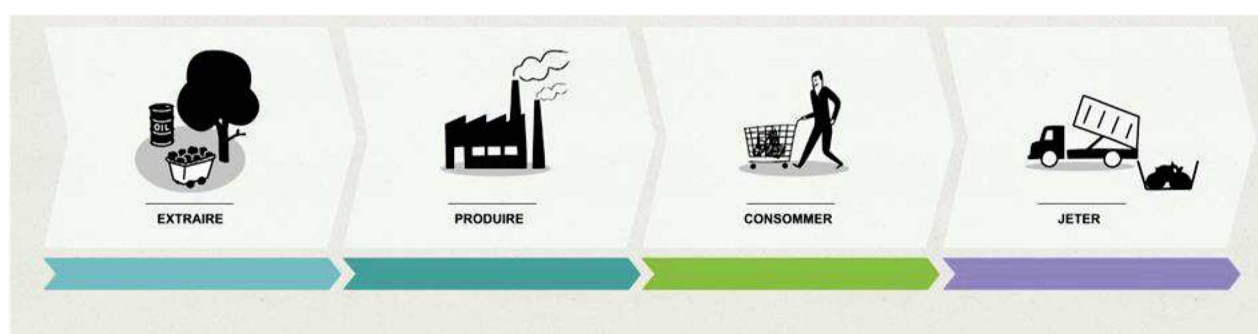 OIL
EXTRAIRE
PRODUIRE
CONSOMMER
JETER